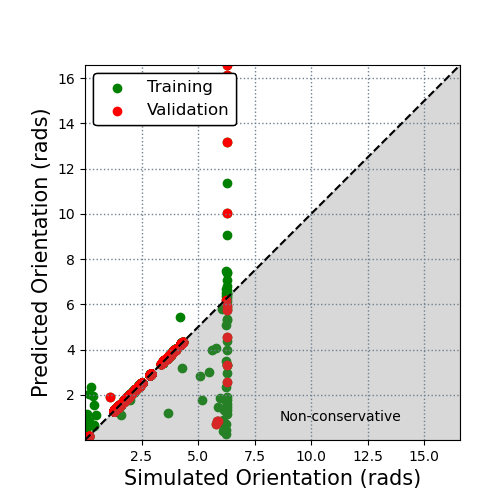 Training
Validation
16
14
12
10
8
6
4
2
Predicted Orientation (rads)
Non-conservative
2.5
5.0
7.5
10.0
12.5
15.0
Simulated Orientation (rads)